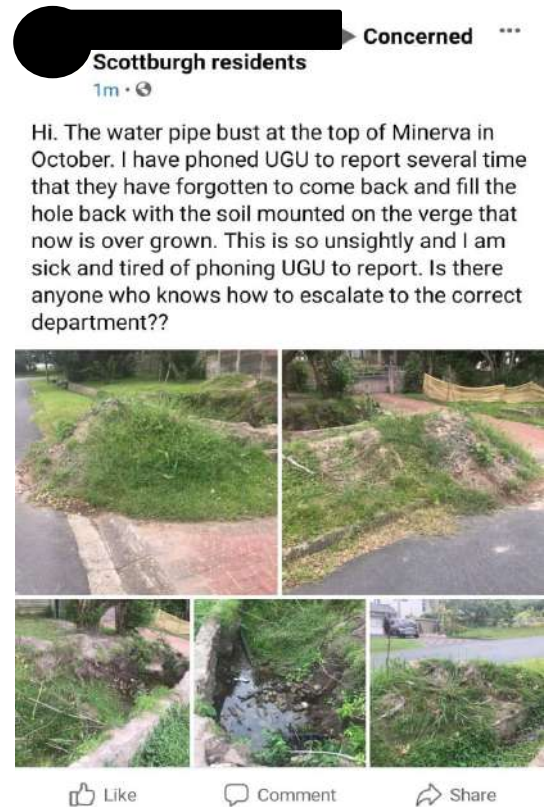 Concerned
Scottburgh residents
1m
Hi. The water pipe bust at the top of Minerva in
October. I have phoned UGU to report several time
that they have forgotten to come back and fill the
hole back with the soil mounted on the verge that
now is over grown. This is so unsightly and I am
sick and tired of phoning UGU to report. Is there
anyone who knows how to escalate to the correct
department??
Like Comment Share